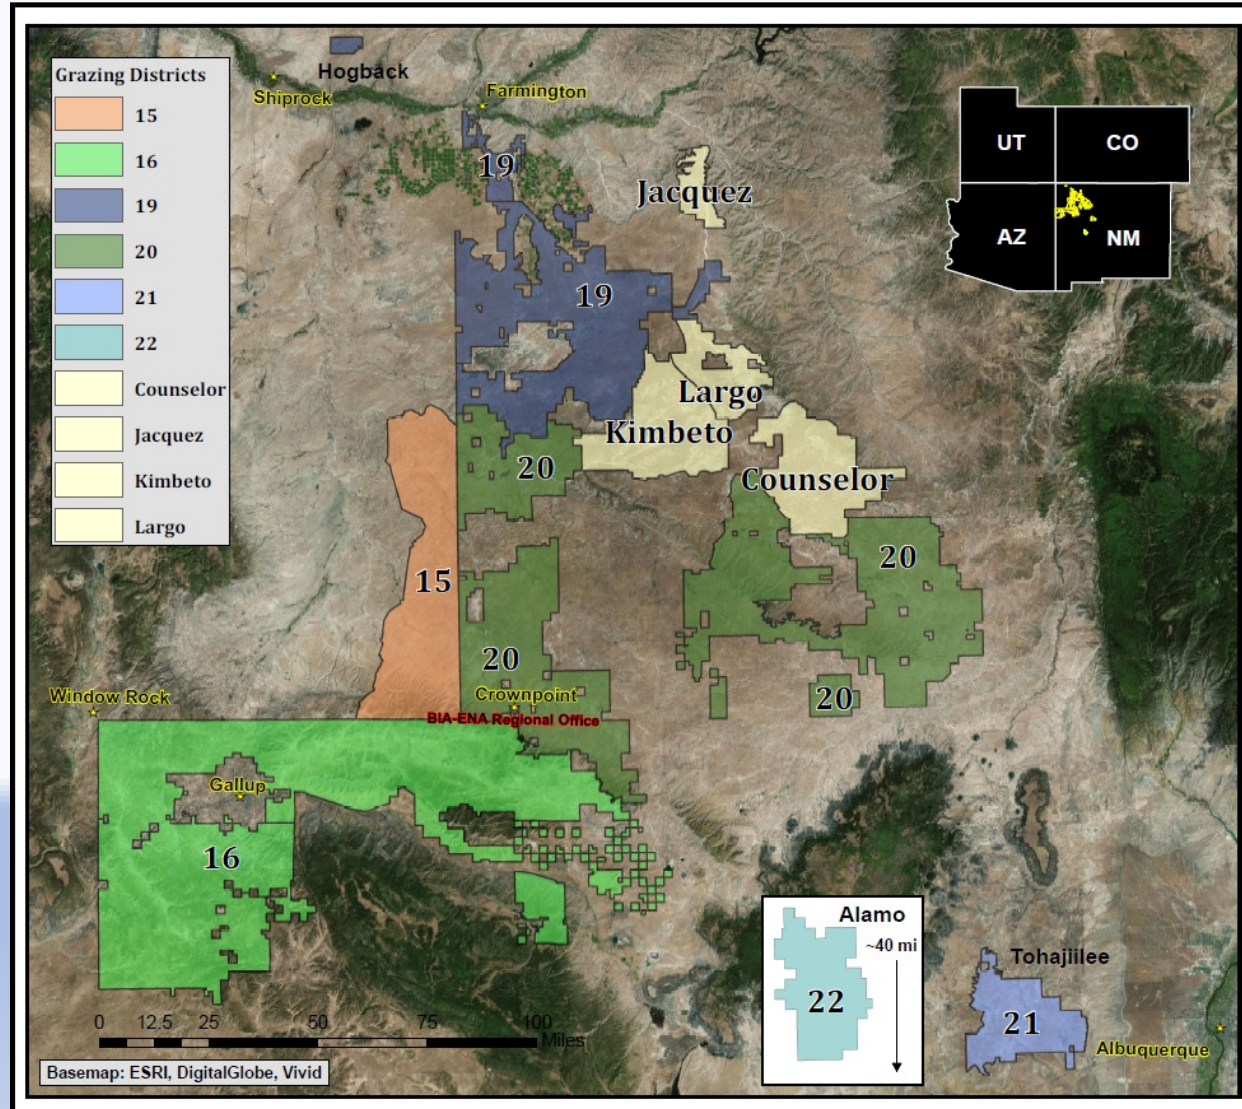 Grazing Districts
15
16
19
20
21
22
Counselor
Jacquez
Kimbeto
Largo
Hogback
Shiprock
Farmington
19
Jacquez
UT
CO
AZ
NM
19
Largo
Kimbeto
20
Counselor
20
15
20
Crownpoint
20
Window Rock
BIA-ENA Regional Office
Gallup
16
Alamo
~40 mi
22
Tohajiilee
21
Albuquerque
0 12.5 25 50 75 100
Miles
Basemap: ESRI, DigitalGlobe, Vivid